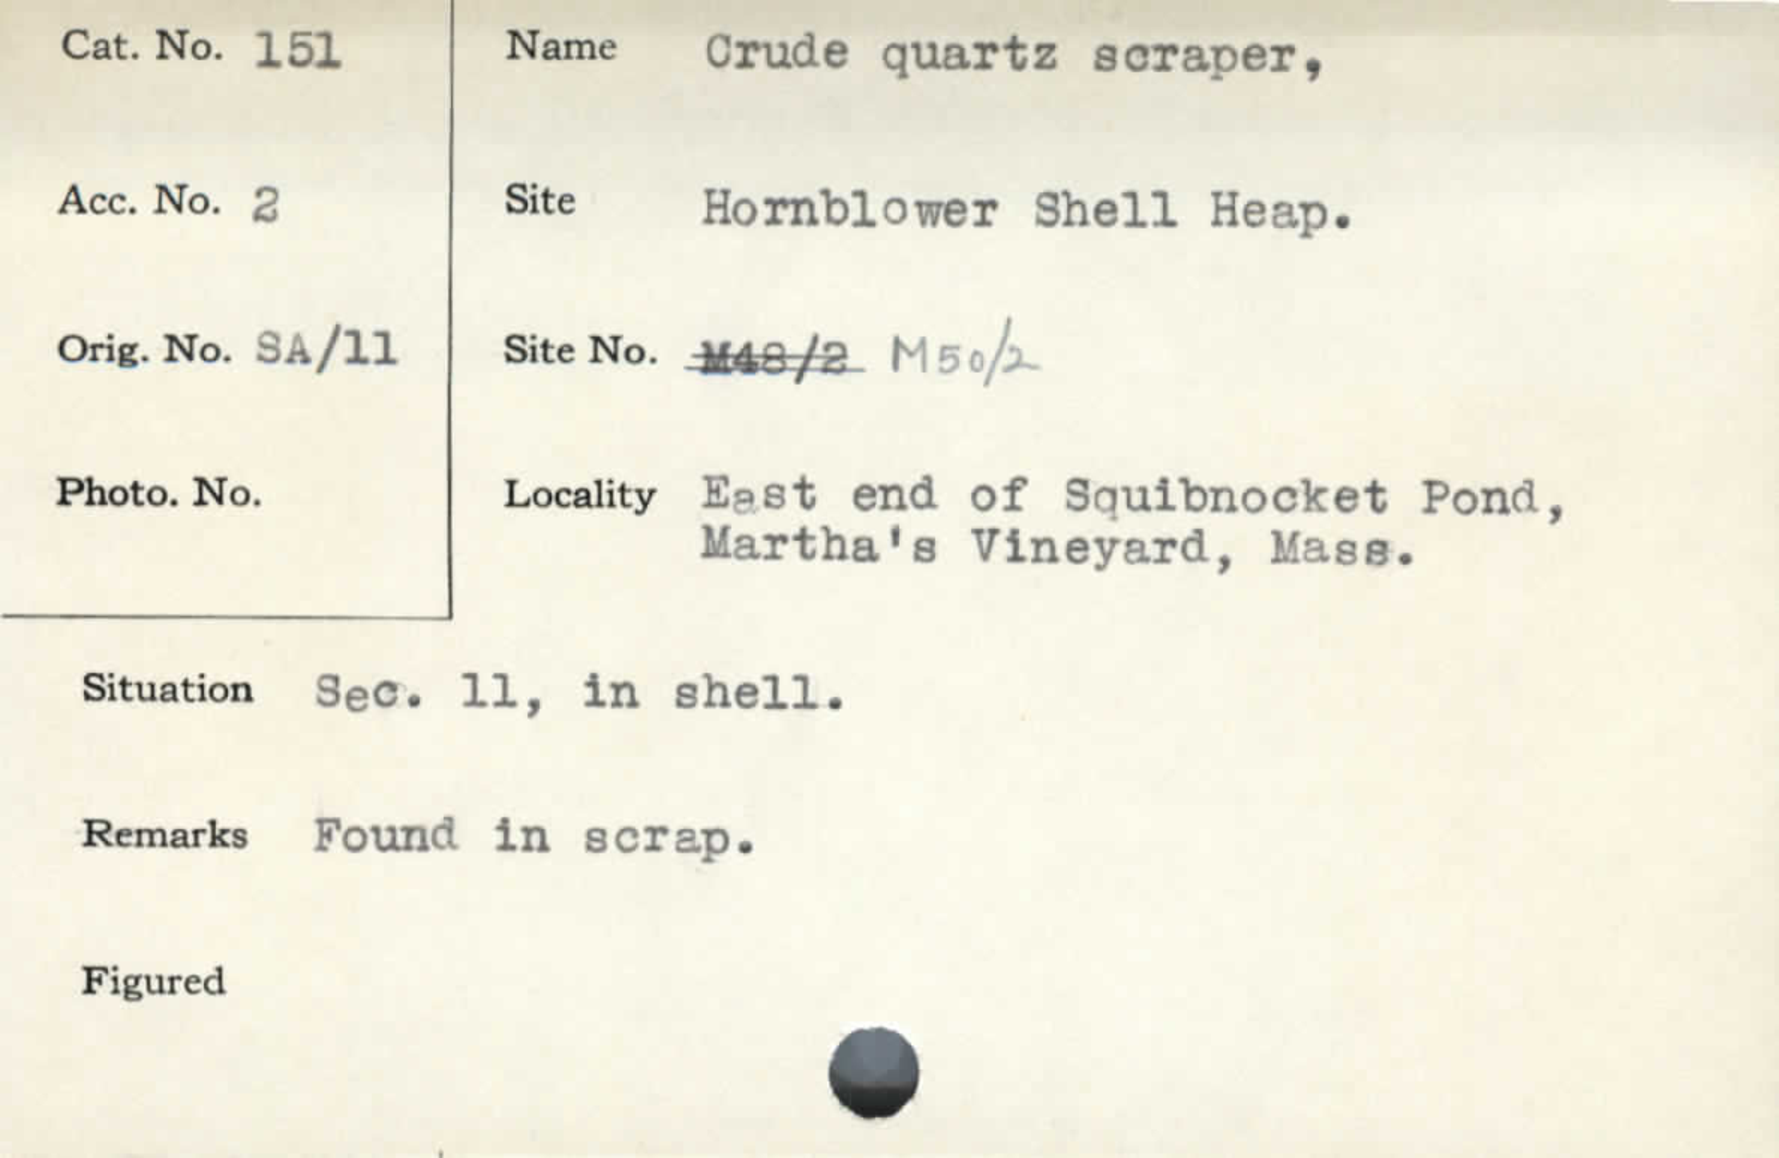 Cat. No. 151
Name Crude quartz scraper,
Acc. No. 2
Site Hornblower Shell Heap.
Orig. No. SA/11
Site No. M48/2 M50/2
Photo. No.
Locality East end of Squibnocket Pond,
Martha's Vineyard, Mass.
Situation Sec. 11, in shell.
Remarks Found in scrap.
Figured